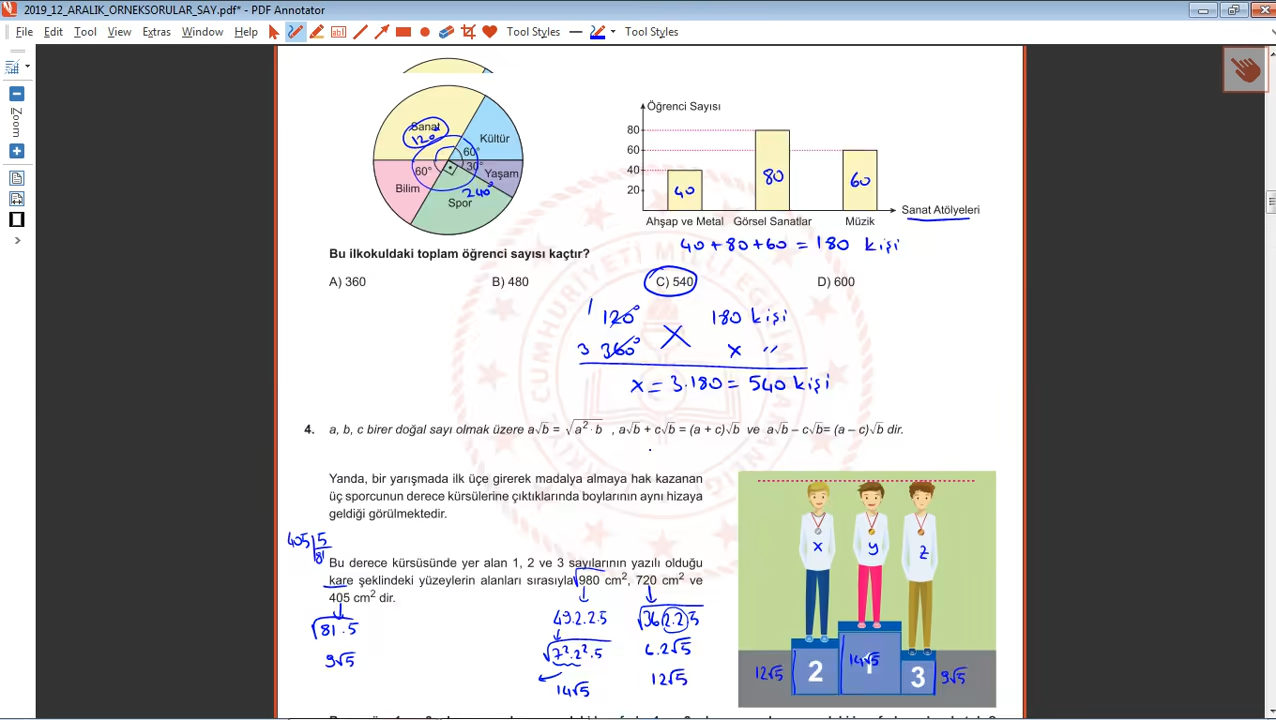 2019_12_ARALIK_ORNEKSORULAR_SAY.pdf* - PDF Annotator
File Edit Tool View Extras Window Help Tool Styles Tool Styles
Zoom
Sanat
120°
Kültür
60°
30°
60°
Yaşam
Bilim
240°
Spor
Öğrenci Sayısı
80
60
40
20
40
80
60
Sanat Atölyeleri
Ahşap ve Metal Görsel Sanatlar Müzik
40+80+60 = 180 kişi
Bu ilkokuldaki toplam öğrenci sayısı kaçtır?
A) 360 B) 480 C) 540 D) 600
1 120° 180 kişi
3 360° x "
x = 3.180 = 540 kişi
4. a, b, c birer doğal sayı olmak üzere a√b = √a² · b , a√b + c√b = (a + c)√b ve a√b – c√b= (a – c)√b dir.
Yanda, bir yarışmada ilk üçe girerek madalya almaya hak kazanan
üç sporcunun derece kürsülerine çıktıklarında boylarının aynı hizaya
geldiği görülmektedir.
405 5
81
Bu derece kürsüsünde yer alan 1, 2 ve 3 sayılarının yazılı olduğu
kare şeklindeki yüzeylerin alanları sırasıyla 980 cm², 720 cm² ve
405 cm² dir.
√81.5
9√5
49.2.2.5
√7².2².5
14√5
√36.2.2.5
6.2√5
12√5
x y z
12√5 2 14√5 1 3 9√5